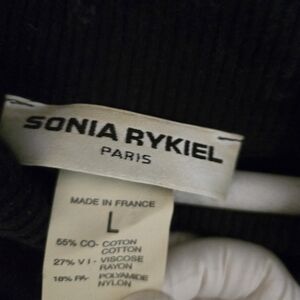 SONIA RYKIEL
PARIS
MADE IN FRANCE
L
55% CO- COTON
COTTON
27% VI- VISCOSE
RAYON
18% PA- POLYAMIDE
NYLON